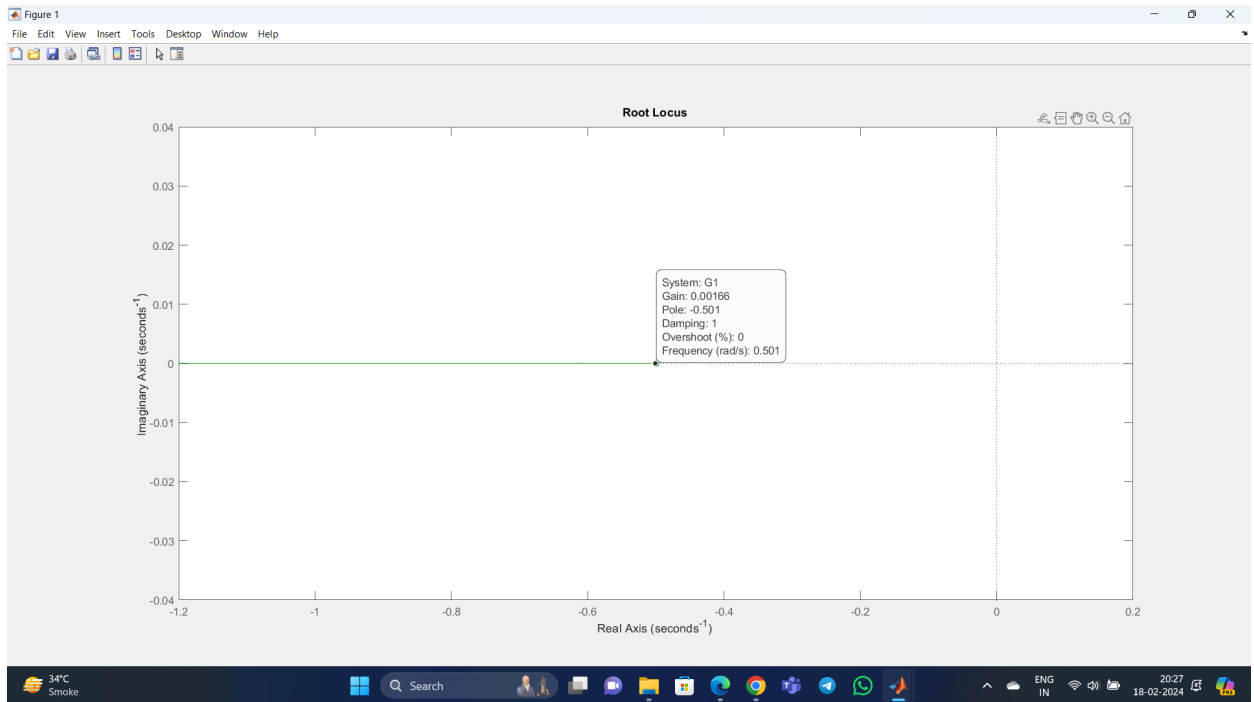 Figure 1
File Edit View Insert Tools Desktop Window Help
Root Locus
0.04
0.03
0.02
0.01
0
-0.01
-0.02
-0.03
-0.04
Imaginary Axis (seconds-1)
System: G1
Gain: 0.00166
Pole: -0.501
Damping: 1
Overshoot (%): 0
Frequency (rad/s): 0.501
-1.2 -1 -0.8 -0.6 -0.4 -0.2 0 0.2
Real Axis (seconds-1)
34°C
Smoke
Search
ENG
IN
20:27
18-02-2024
PRE